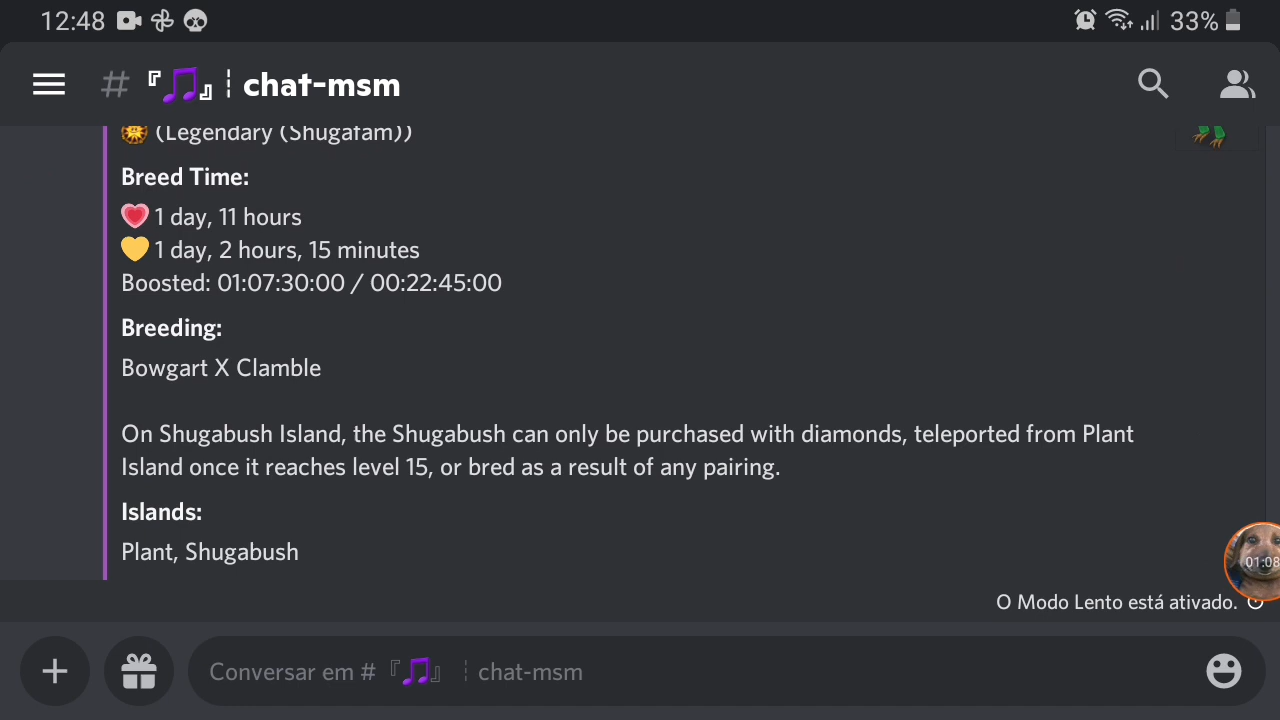 12:48 33%
# 『🎵』┆chat-msm
(Legendary (Shugafam))
Breed Time:
1 day, 11 hours
1 day, 2 hours, 15 minutes
Boosted: 01:07:30:00 / 00:22:45:00
Breeding:
Bowgart X Clamble
On Shugabush Island, the Shugabush can only be purchased with diamonds, teleported from Plant
Island once it reaches level 15, or bred as a result of any pairing.
Islands:
Plant, Shugabush
01:08
O Modo Lento está ativado.
Conversar em # 『🎵』 ┆chat-msm